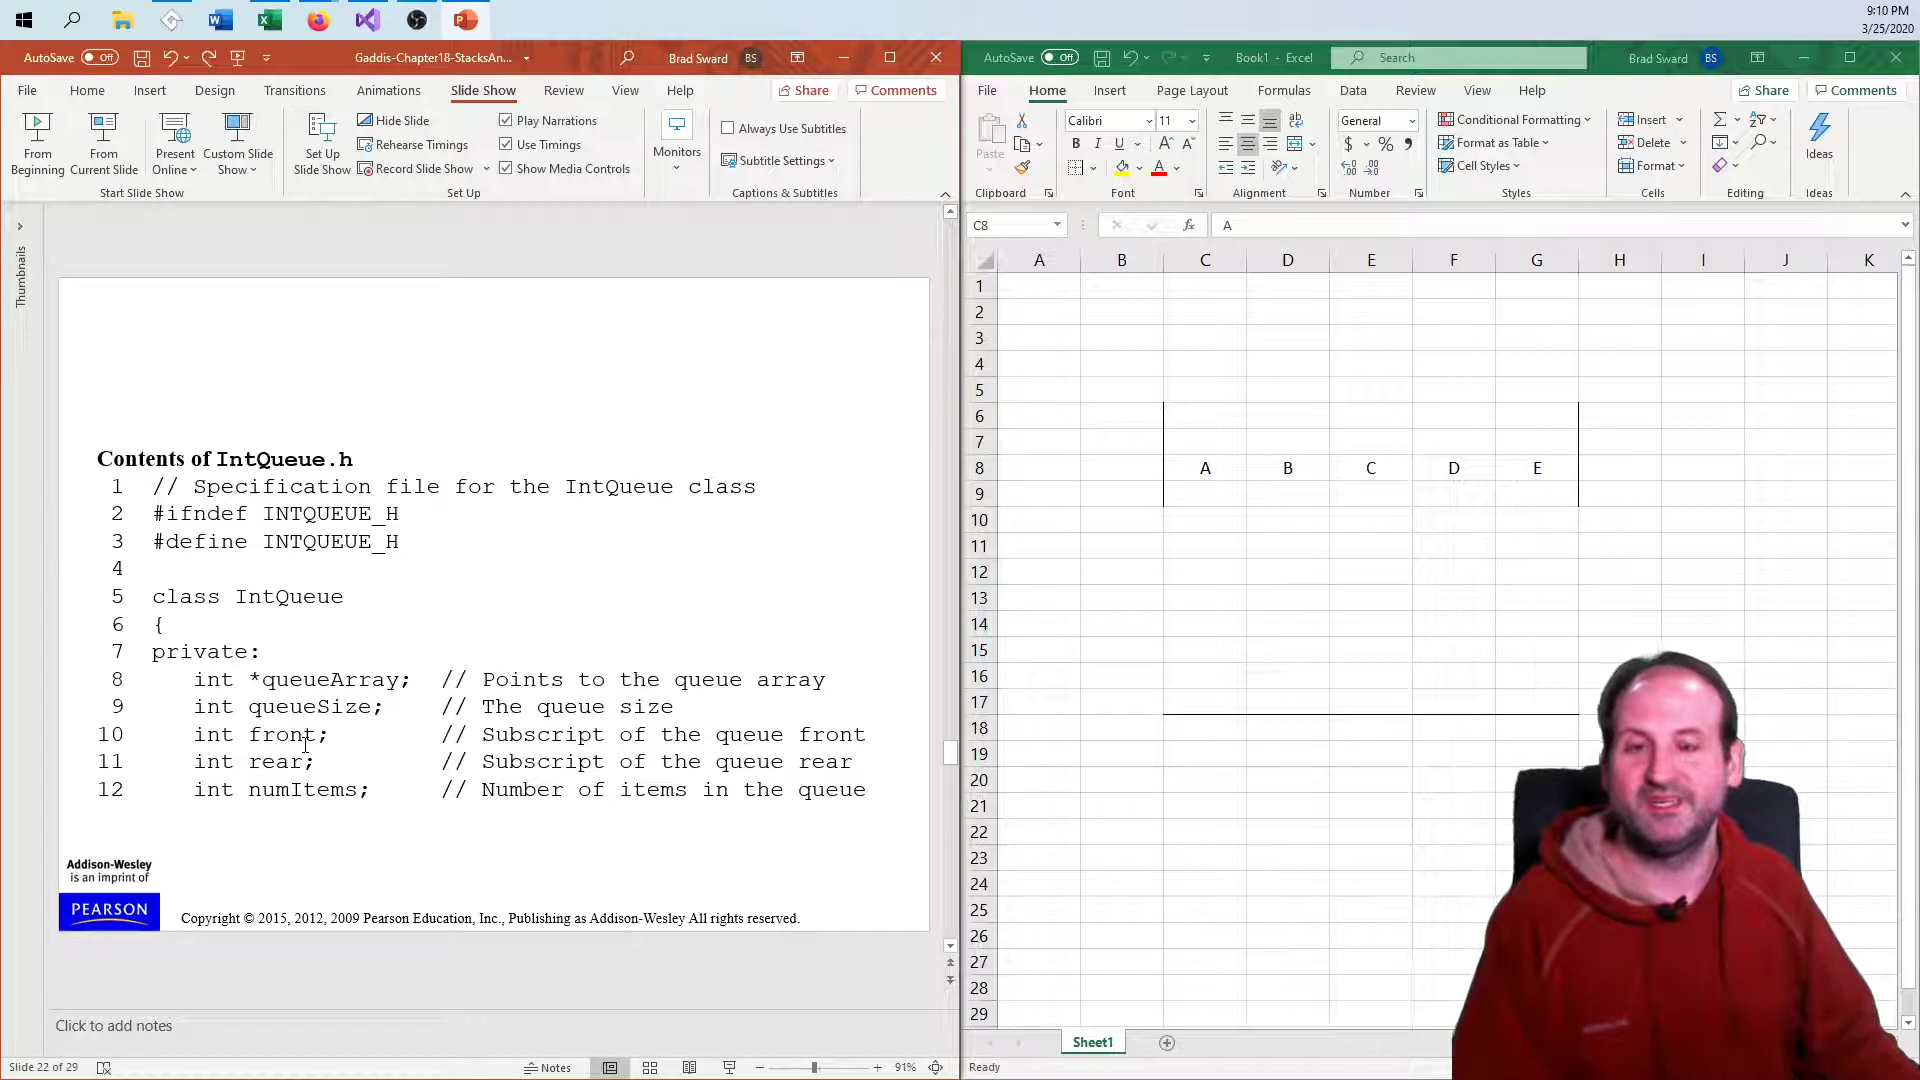 9:10 PM
3/25/2020
AutoSave Off
Gaddis-Chapter18-StacksAn...
Brad Sward BS
File Home Insert Design Transitions Animations Slide Show Review View Help Share Comments
From Beginning
From Current Slide
Present Online
Custom Slide Show
Start Slide Show
Set Up Slide Show
Hide Slide
Rehearse Timings
Record Slide Show
Play Narrations
Use Timings
Show Media Controls
Set Up
Monitors
Always Use Subtitles
Subtitle Settings
Captions & Subtitles
Thumbnails
Contents of IntQueue.h
1 // Specification file for the IntQueue class
2 #ifndef INTQUEUE_H
3 #define INTQUEUE_H
4
5 class IntQueue
6 {
7 private:
8 int *queueArray; // Points to the queue array
9 int queueSize; // The queue size
10 int front; // Subscript of the queue front
11 int rear; // Subscript of the queue rear
12 int numItems; // Number of items in the queue
Addison-Wesley
is an imprint of
PEARSON
Copyright © 2015, 2012, 2009 Pearson Education, Inc., Publishing as Addison-Wesley All rights reserved.
Click to add notes
Slide 22 of 29
Notes
91%
AutoSave Off
Book1 - Excel
Search
Brad Sward BS
File Home Insert Page Layout Formulas Data Review View Help Share Comments
Paste
Clipboard
Calibri 11
B I U
Font
Alignment
General
$ % ,
Number
Conditional Formatting
Format as Table
Cell Styles
Styles
Insert
Delete
Format
Cells
Editing
Ideas
Ideas
C8 fx A
A B C D E F G H I J K
1
2
3
4
5
6
7
8 A B C D E
9
10
11
12
13
14
15
16
17
18
19
20
21
22
23
24
25
26
27
28
29
Sheet1
Ready